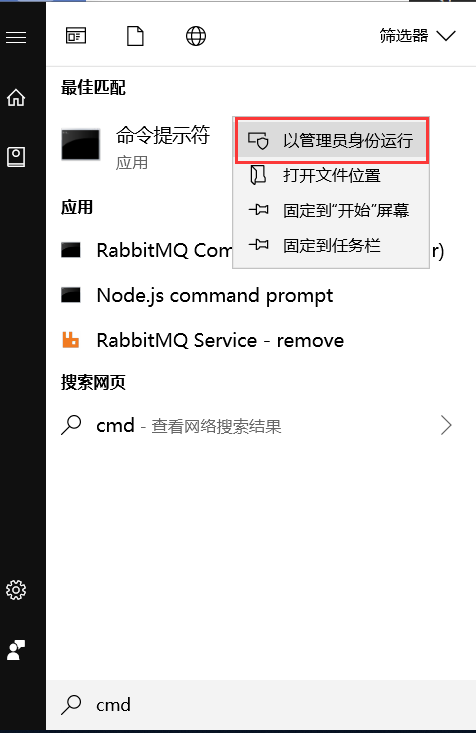 筛选器
最佳匹配
命令提示符
应用
以管理员身份运行
打开文件位置
固定到"开始"屏幕
固定到任务栏
应用
RabbitMQ Com r)
Node.js command prompt
RabbitMQ Service - remove
搜索网页
cmd - 查看网络搜索结果
cmd